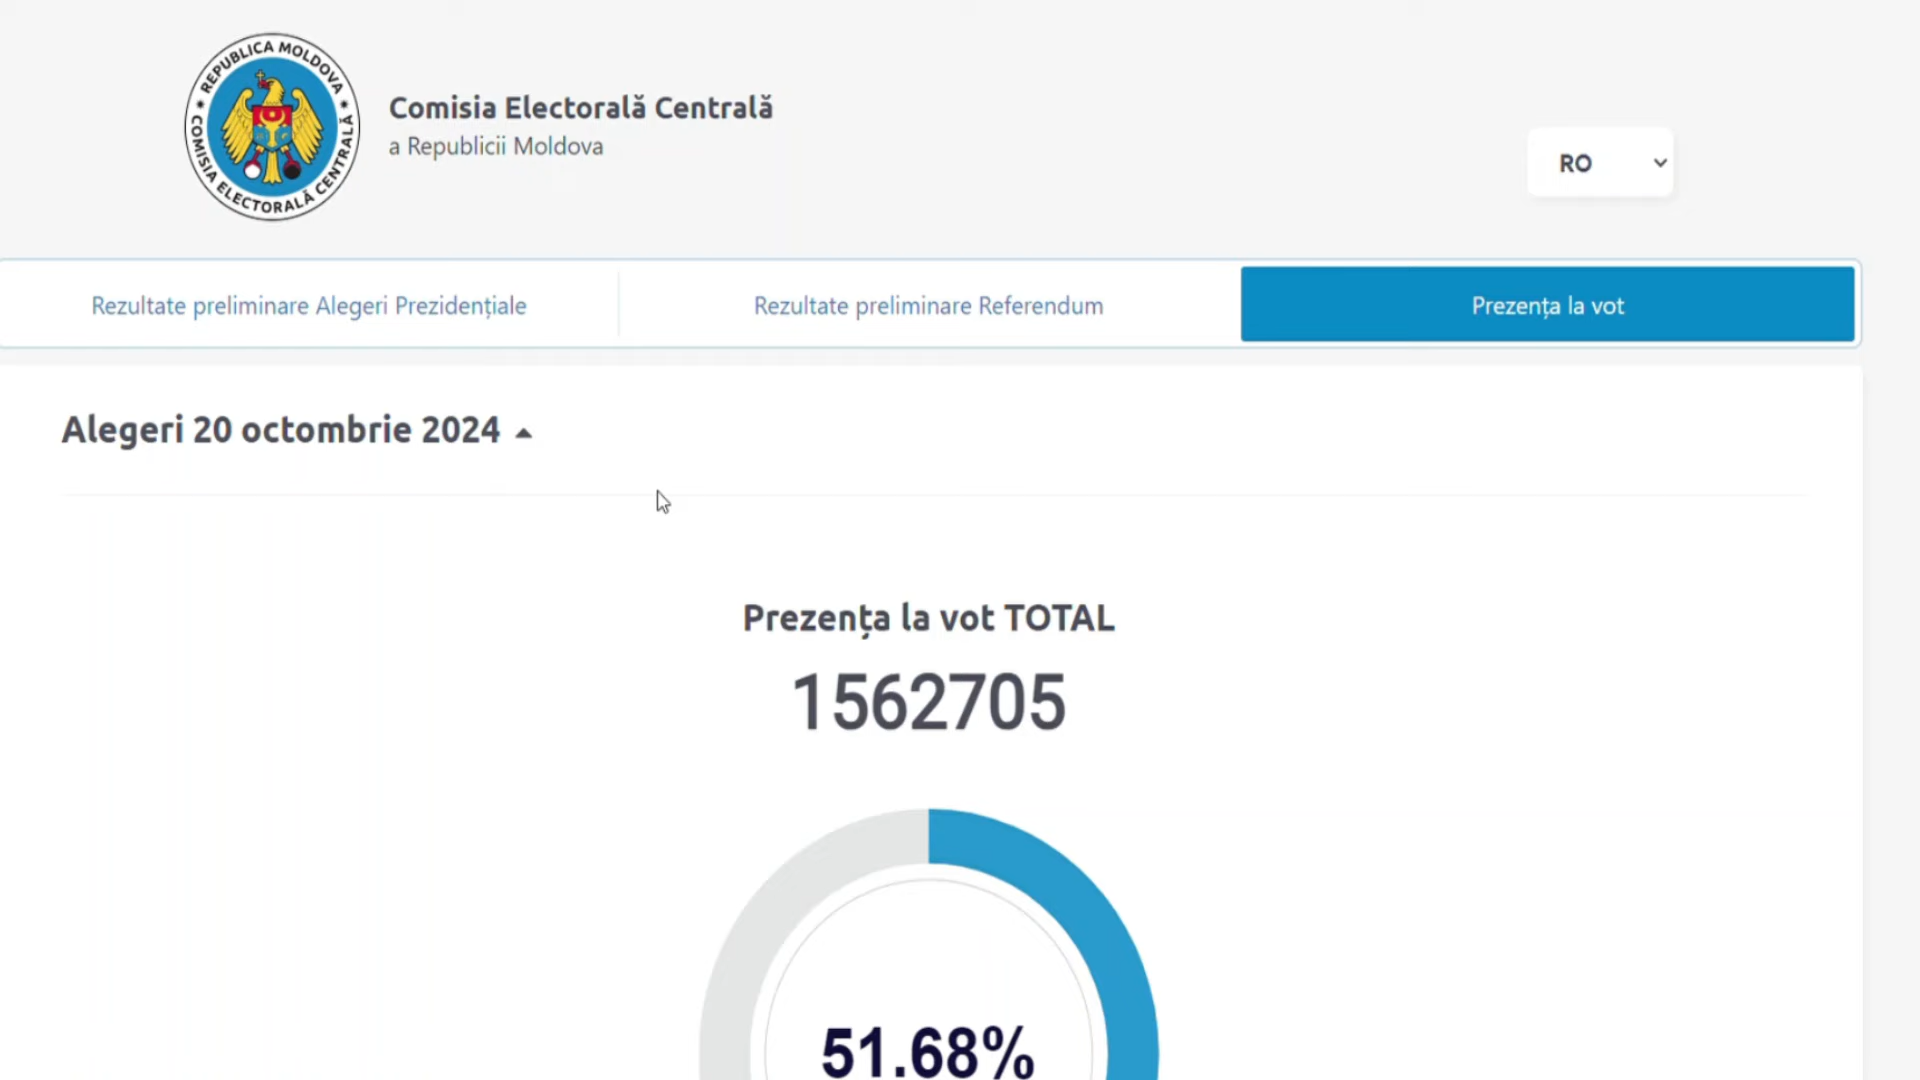 REPUBLICA MOLDOVA
COMISIA ELECTORALĂ CENTRALĂ
Comisia Electorală Centrală
a Republicii Moldova
RO
Rezultate preliminare Alegeri Prezidențiale
Rezultate preliminare Referendum
Prezența la vot
Alegeri 20 octombrie 2024
Prezența la vot TOTAL
1562705
51.68%